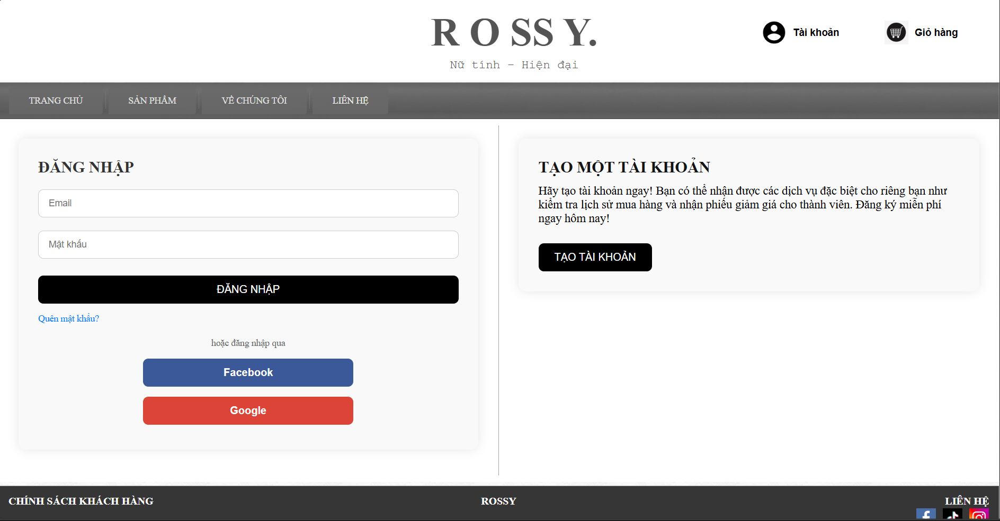 R O SS Y.
Nữ tính – Hiện đại
Tài khoản
Giỏ hàng
TRANG CHỦ
SẢN PHẨM
VỀ CHÚNG TÔI
LIÊN HỆ
ĐĂNG NHẬP
Email
Mật khẩu
ĐĂNG NHẬP
Quên mật khẩu?
hoặc đăng nhập qua
Facebook
Google
TẠO MỘT TÀI KHOẢN
Hãy tạo tài khoản ngay! Bạn có thể nhận được các dịch vụ đặc biệt cho riêng bạn như
kiểm tra lịch sử mua hàng và nhận phiếu giảm giá cho thành viên. Đăng ký miễn phí
ngay hôm nay!
TẠO TÀI KHOẢN
CHÍNH SÁCH KHÁCH HÀNG
ROSSY
LIÊN HỆ